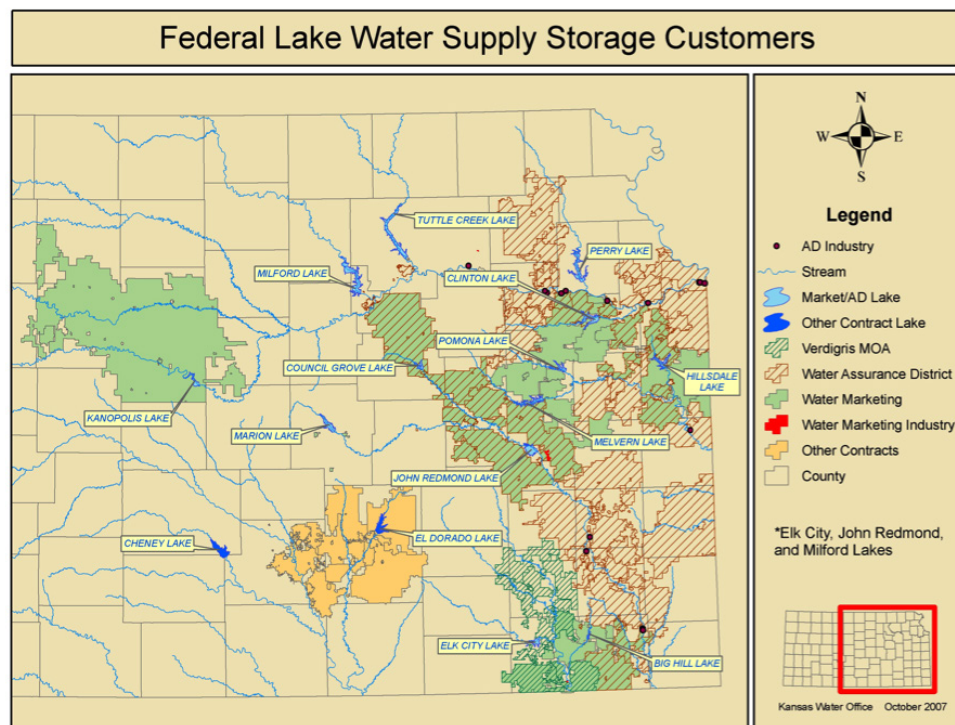 Federal Lake Water Supply Storage Customers
TUTTLE CREEK LAKE
PERRY LAKE
MILFORD LAKE
CLINTON LAKE
POMONA LAKE
COUNCIL GROVE LAKE
HILLSDALE
LAKE
KANOPOLIS LAKE
MARION LAKE
MELVERN LAKE
JOHN REDMOND LAKE
EL DORADO LAKE
CHENEY LAKE
ELK CITY LAKE
BIG HILL LAKE
N
W
E
S
Legend
AD Industry
Stream
Market/AD Lake
Other Contract Lake
Verdigris MOA
Water Assurance District
Water Marketing
Water Marketing Industry
Other Contracts
County
*Elk City, John Redmond,
and Milford Lakes
Kansas Water Office October 2007